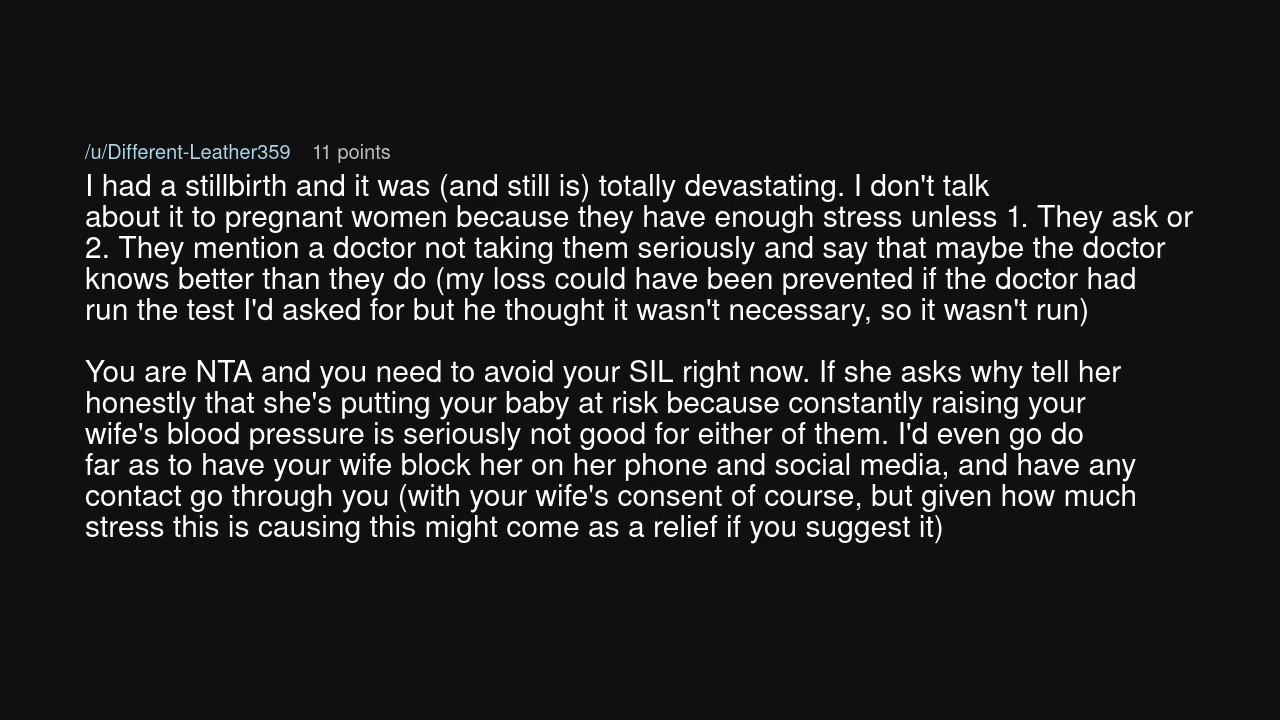 /u/Different-Leather359 11 points
I had a stillbirth and it was (and still is) totally devastating. I don't talk
about it to pregnant women because they have enough stress unless 1. They ask or
2. They mention a doctor not taking them seriously and say that maybe the doctor
knows better than they do (my loss could have been prevented if the doctor had
run the test I'd asked for but he thought it wasn't necessary, so it wasn't run)
You are NTA and you need to avoid your SIL right now. If she asks why tell her
honestly that she's putting your baby at risk because constantly raising your
wife's blood pressure is seriously not good for either of them. I'd even go do
far as to have your wife block her on her phone and social media, and have any
contact go through you (with your wife's consent of course, but given how much
stress this is causing this might come as a relief if you suggest it)